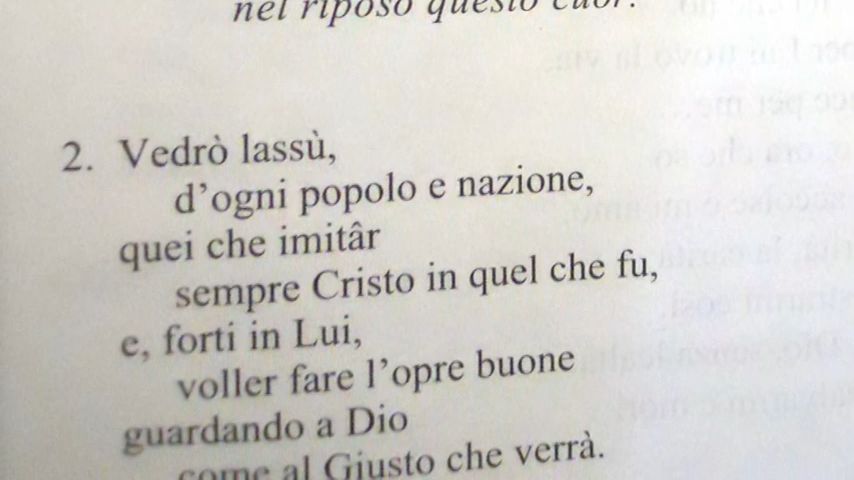 nel riposo questo cuor.
2. Vedrò lassù,
d’ogni popolo e nazione,
quei che imitâr
sempre Cristo in quel che fu,
e, forti in Lui,
voller fare l’opre buone
guardando a Dio
come al Giusto che verrà.